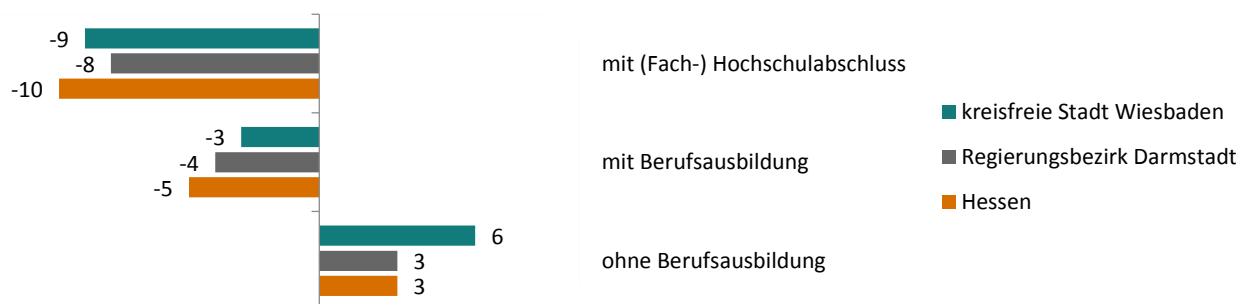 -9
-8
-10
mit (Fach-) Hochschulabschluss
-3
-4
-5
mit Berufsausbildung
6
3
3
ohne Berufsausbildung
kreisfreie Stadt Wiesbaden
Regierungsbezirk Darmstadt
Hessen